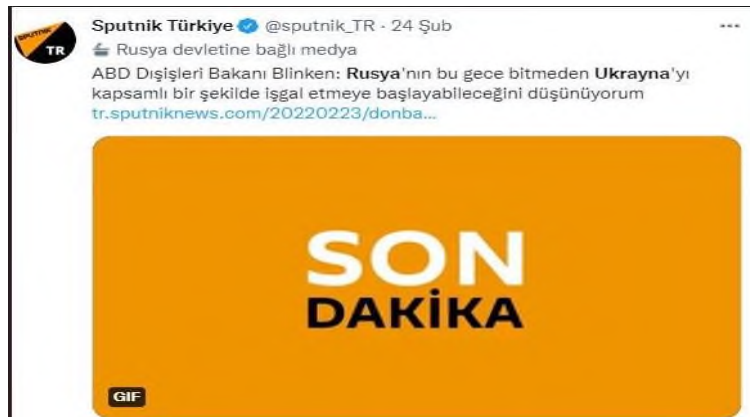 Sputnik Türkiye @sputnik_TR · 24 Şub
Rusya devletine bağlı medya
ABD Dışişleri Bakanı Blinken: Rusya'nın bu gece bitmeden Ukrayna'yı
kapsamlı bir şekilde işgal etmeye başlayabileceğini düşünüyorum
tr.sputniknews.com/20220223/donba...
SPUTNIK
TR
SON
DAKİKA
GIF